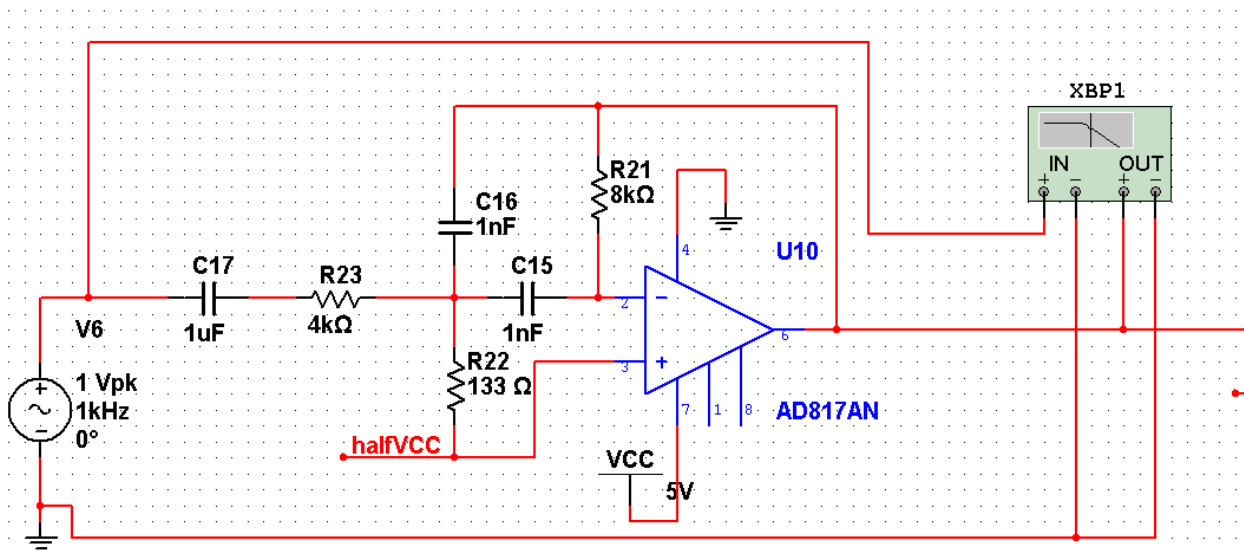 XBP1
IN
OUT
+
−
+
−
R21
8kΩ
C16
1nF
4
U10
C17
1uF
R23
4kΩ
C15
1nF
2
−
V6
6
R22
133 Ω
3
+
1 Vpk
1kHz
0°
+
−
7
1
8
AD817AN
halfVCC
VCC
5V